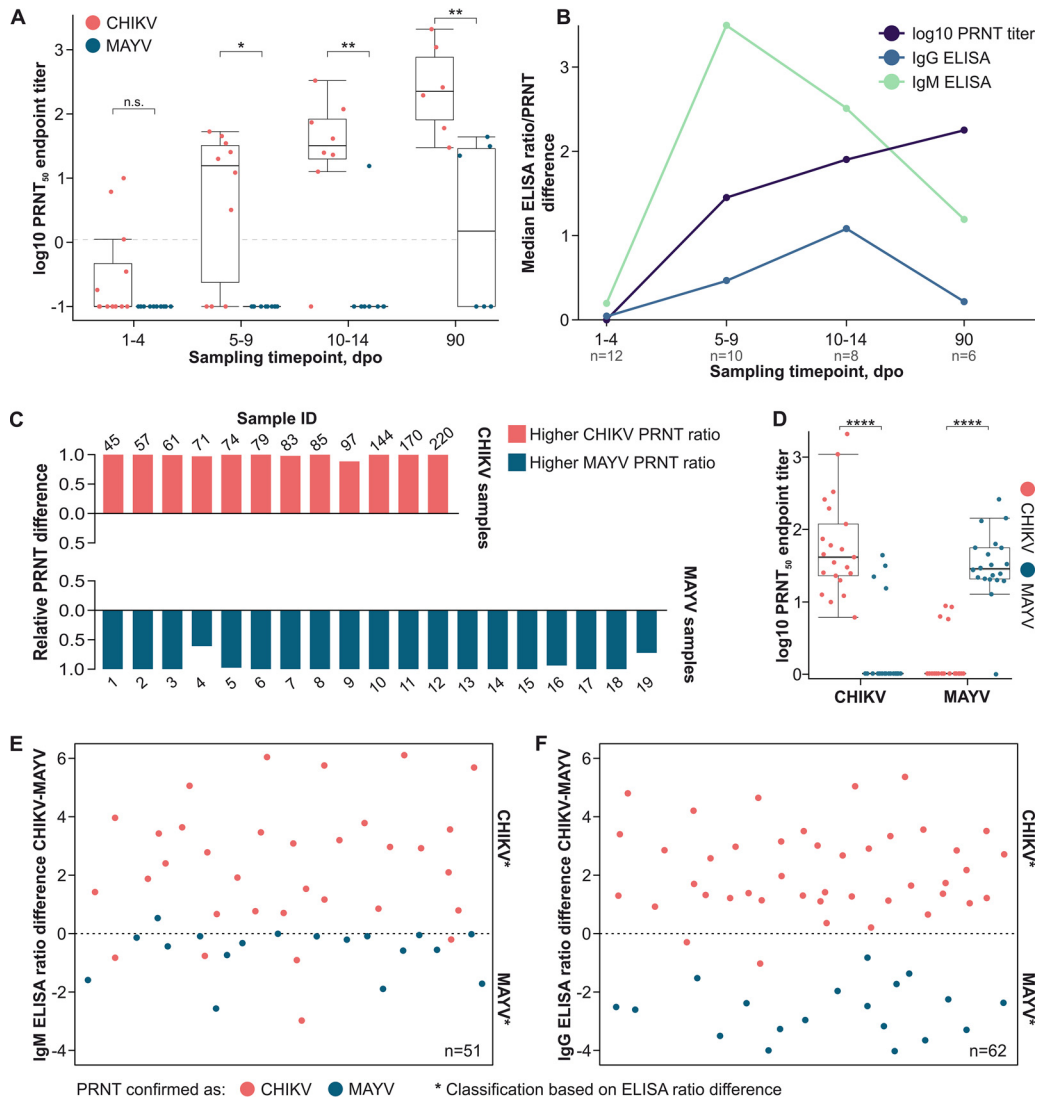 A
CHIKV
MAYV
n.s.
*
**
**
log10 PRNT50 endpoint titer
3
2
1
0
-1
1-4
5-9
10-14
90
Sampling timepoint, dpo
B
log10 PRNT titer
IgG ELISA
IgM ELISA
Median ELISA ratio/PRNT
difference
3
2
1
0
1-4
5-9
10-14
90
n=12
n=10
n=8
n=6
Sampling timepoint, dpo
C
Sample ID
45 57 61 71 74 79 83 85 97 144 170 220
Higher CHIKV PRNT ratio
Higher MAYV PRNT ratio
Relative PRNT difference
1.0
0.5
0.0
0.5
CHIKV samples
0.0
0.5
1.0
MAYV samples
1 2 3 4 5 6 7 8 9 10 11 12 13 14 15 16 17 18 19
D
****
****
log10 PRNT50 endpoint titer
3
2
1
0
CHIKV
MAYV
CHIKV
MAYV
E
IgM ELISA ratio difference CHIKV-MAYV
6
4
2
0
-2
-4
CHIKV*
MAYV*
n=51
F
IgG ELISA ratio difference CHIKV-MAYV
6
4
2
0
-2
-4
CHIKV*
MAYV*
n=62
PRNT confirmed as: CHIKV MAYV * Classification based on ELISA ratio difference